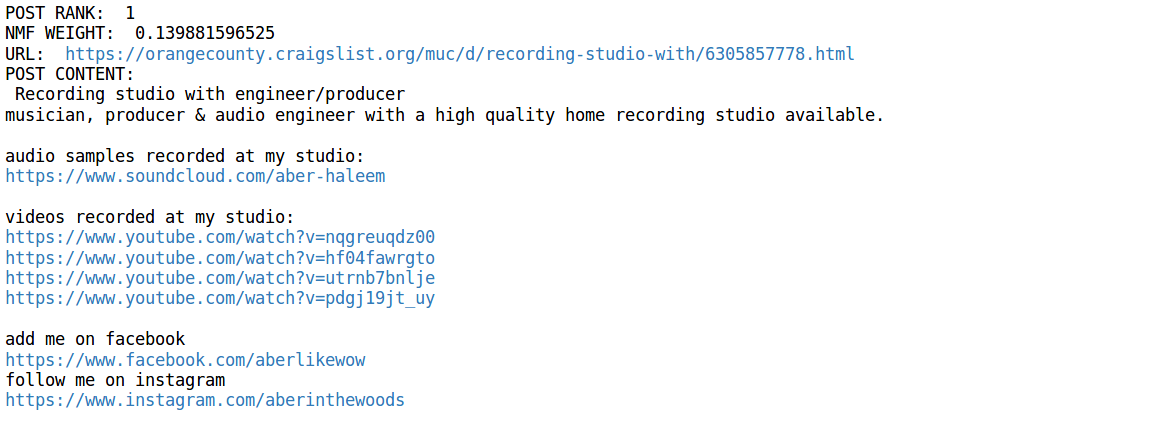 POST RANK:  1
NMF WEIGHT:  0.139881596525
URL:  https://orangecounty.craigslist.org/muc/d/recording-studio-with/6305857778.html
POST CONTENT:
Recording studio with engineer/producer
musician, producer & audio engineer with a high quality home recording studio available.
audio samples recorded at my studio:
https://www.soundcloud.com/aber-haleem
videos recorded at my studio:
https://www.youtube.com/watch?v=nqgreuqdz00
https://www.youtube.com/watch?v=hf04fawrgto
https://www.youtube.com/watch?v=utrnb7bnlje
https://www.youtube.com/watch?v=pdgj19jt_uy
add me on facebook
https://www.facebook.com/aberlikewow
follow me on instagram
https://www.instagram.com/aberinthewoods